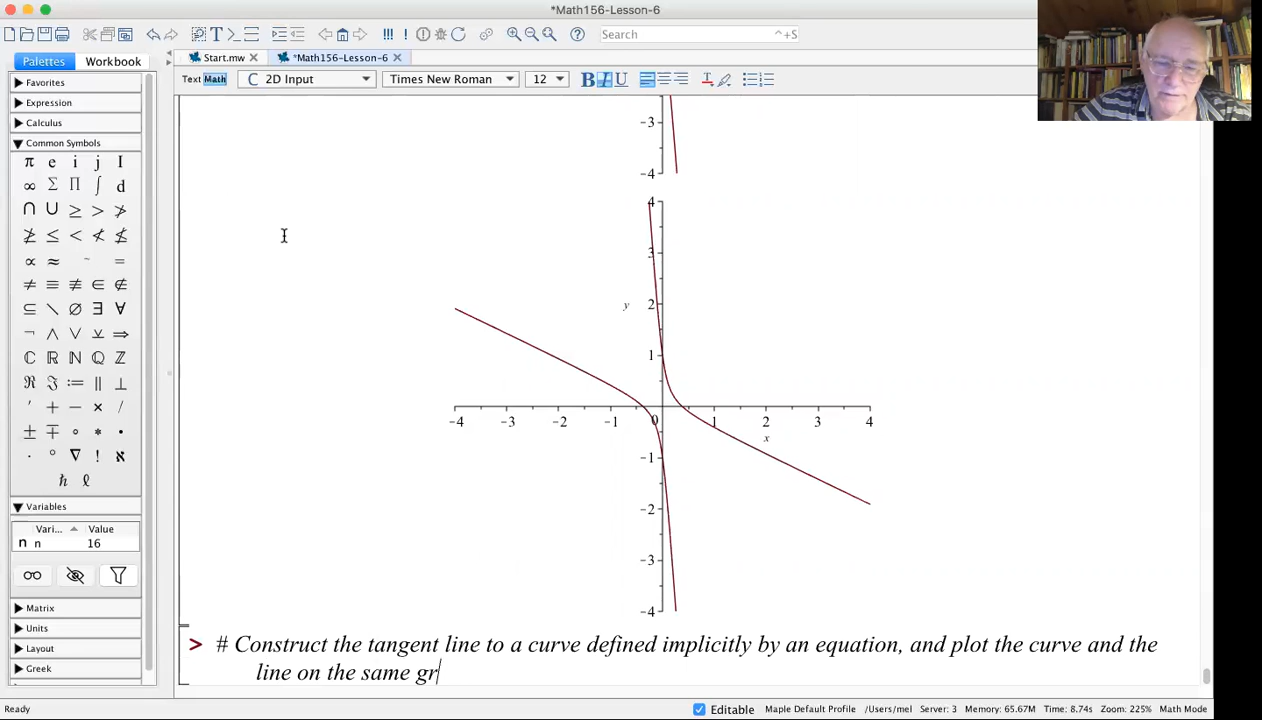 *Math156-Lesson-6
Search
⌘+S
Palettes
Workbook
Start.mw
*Math156-Lesson-6
Text Math
C 2D Input
Times New Roman
12
B I U
Favorites
Expression
Calculus
Common Symbols
π e i j I
∞ Σ Π ∫ d
∩ ∪ ≥ > ≯
≱ ≤ < ≮ ≰
∝ ≈ ~ =
≠ ≡ ≢ ∈ ∉
⊆ \ ∅ ∃ ∀
¬ ∧ ∨ ⊻ ⇒
ℂ ℝ ℕ ℚ ℤ
ℜ ℑ := ∥ ⊥
′ + − × /
± ∓ ∘ * •
· ° ∇ ! ℵ
ħ ℓ
Variables
Vari... Value
n n 16
Matrix
Units
Layout
Greek
−3
−4
4
3
y 2
1
−4 −3 −2 −1 0 1 2 3 4
x
−1
−2
−3
−4
> # Construct the tangent line to a curve defined implicitly by an equation, and plot the curve and the
line on the same gr
Ready
Editable
Maple Default Profile
/Users/mel
Server: 3
Memory: 65.67M
Time: 8.74s
Zoom: 225%
Math Mode